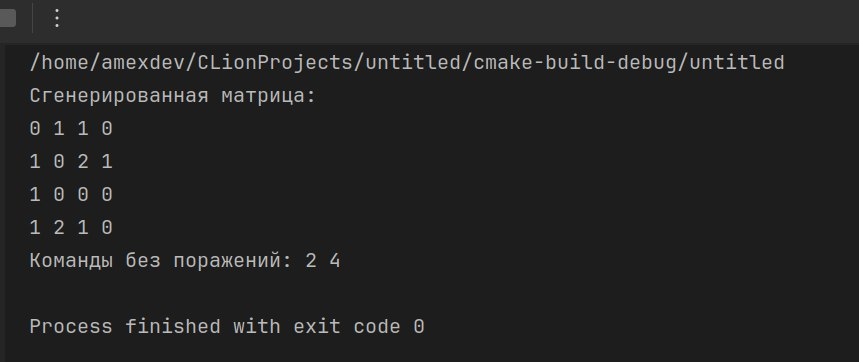 /home/amexdev/CLionProjects/untitled/cmake-build-debug/untitled
Сгенерированная матрица:
0 1 1 0
1 0 2 1
1 0 0 0
1 2 1 0
Команды без поражений: 2 4
Process finished with exit code 0